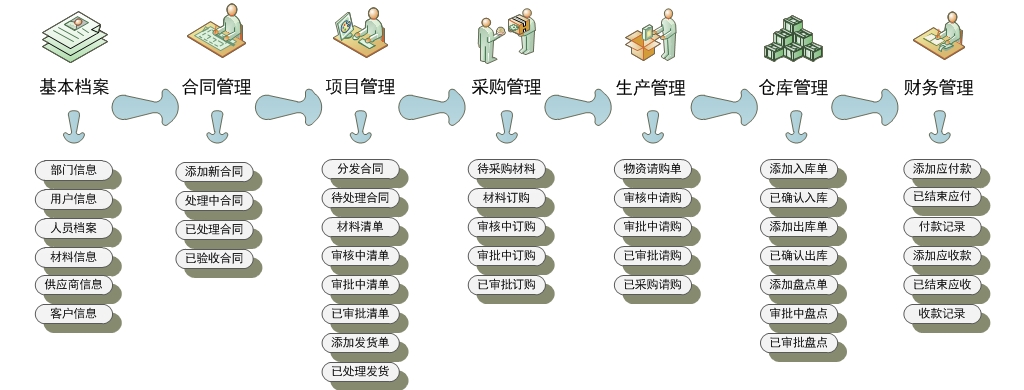 基本档案
合同管理
项目管理
采购管理
生产管理
仓库管理
财务管理
部门信息
用户信息
人员档案
材料信息
供应商信息
客户信息
添加新合同
处理中合同
已处理合同
已验收合同
分发合同
待处理合同
材料清单
审核中清单
审批中清单
已审批清单
添加发货单
已处理发货
待采购材料
材料订购
审核中订购
审批中订购
已审批订购
物资请购单
审核中请购
审批中请购
已审批请购
已采购请购
添加入库单
已确认入库
添加出库单
已确认出库
添加盘点单
审批中盘点
已审批盘点
添加应付款
已结束应付
付款记录
添加应收款
已结束应收
收款记录